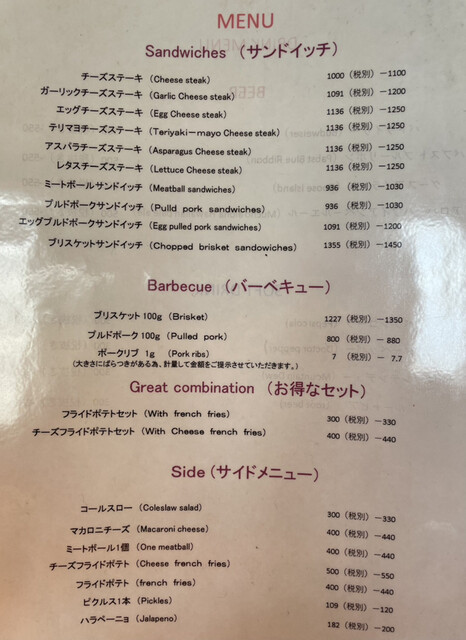 MENU
Sandwiches （サンドイッチ）
チーズステーキ（Cheese steak） 1000（税別）－1100
ガーリックチーズステーキ（Garlic Cheese steak） 1091（税別）－1200
エッグチーズステーキ（Egg Cheese steak） 1136（税別）－1250
テリマヨチーズステーキ（Teriyaki－mayo Cheese steak） 1136（税別）－1250
アスパラチーズステーキ（Asparagus Cheese steak） 1136（税別）－1250
レタスチーズステーキ（Lettuce Cheese steak） 1136（税別）－1250
ミートボールサンドイッチ（Meatball sandwiches） 936（税別）－1030
プルドポークサンドイッチ（Pulld pork sandwiches） 936（税別）－1030
エッグプルドポークサンドイッチ（Egg pulled pork sandwiches） 1091（税別）－1200
ブリスケットサンドイッチ（Chopped brisket sandowiches） 1355（税別）－1450
Barbecue （バーベキュー）
ブリスケット 100g（Brisket） 1227（税別）－1350
プルドポーク 100g（Pulled pork） 800（税別）－ 880
ポークリブ 1g （Pork ribs） 7 （税別）－ 7.7
（大きさにばらつきがある為、計量して金額をご提示させていただきます。）
Great combination （お得なセット）
フライドポテトセット（With french fries） 300（税別）－330
チーズフライドポテトセット（With Cheese french fries） 400（税別）－440
Side（サイドメニュー）
コールスロー（Coleslaw salad） 300（税別）－330
マカロニチーズ（Macaroni cheese） 400（税別）－440
ミートボール1個（One meatball） 400（税別）－440
チーズフライドポテト（Cheese french fries） 500（税別）－550
フライドポテト（french fries） 400（税別）－440
ピクルス1本（Pickles） 109（税別）－120
ハラペーニョ（Jalapeno） 182（税別）－200